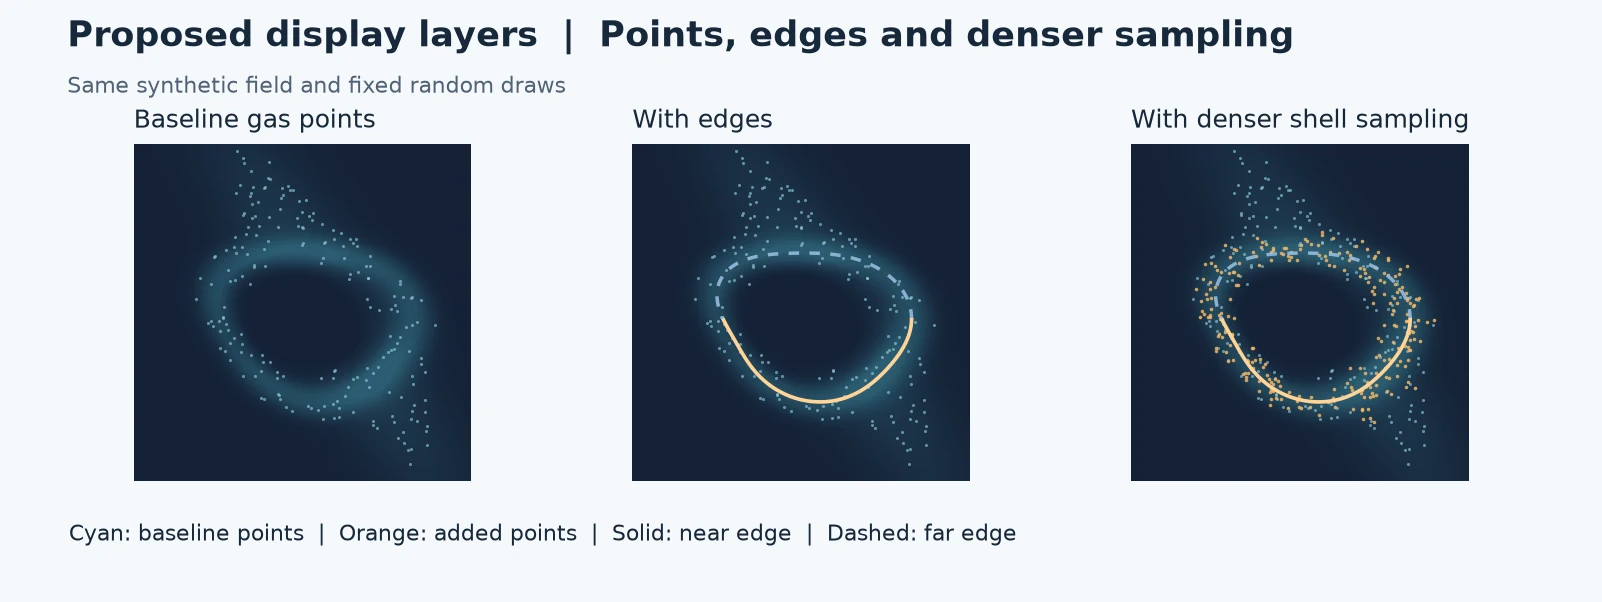 Proposed display layers | Points, edges and denser sampling
Same synthetic field and fixed random draws
Baseline gas points
With edges
With denser shell sampling
Cyan: baseline points | Orange: added points | Solid: near edge | Dashed: far edge